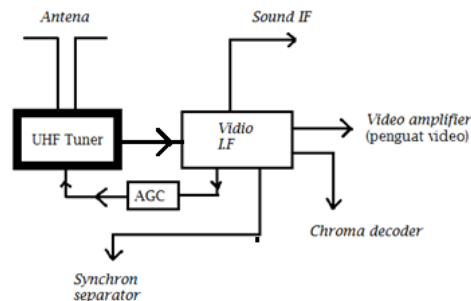 Antena
Sound IF
UHF Tuner
Vidio
I.F
Video amplifier
(penguat video)
AGC
Chroma decoder
Synchron
separator